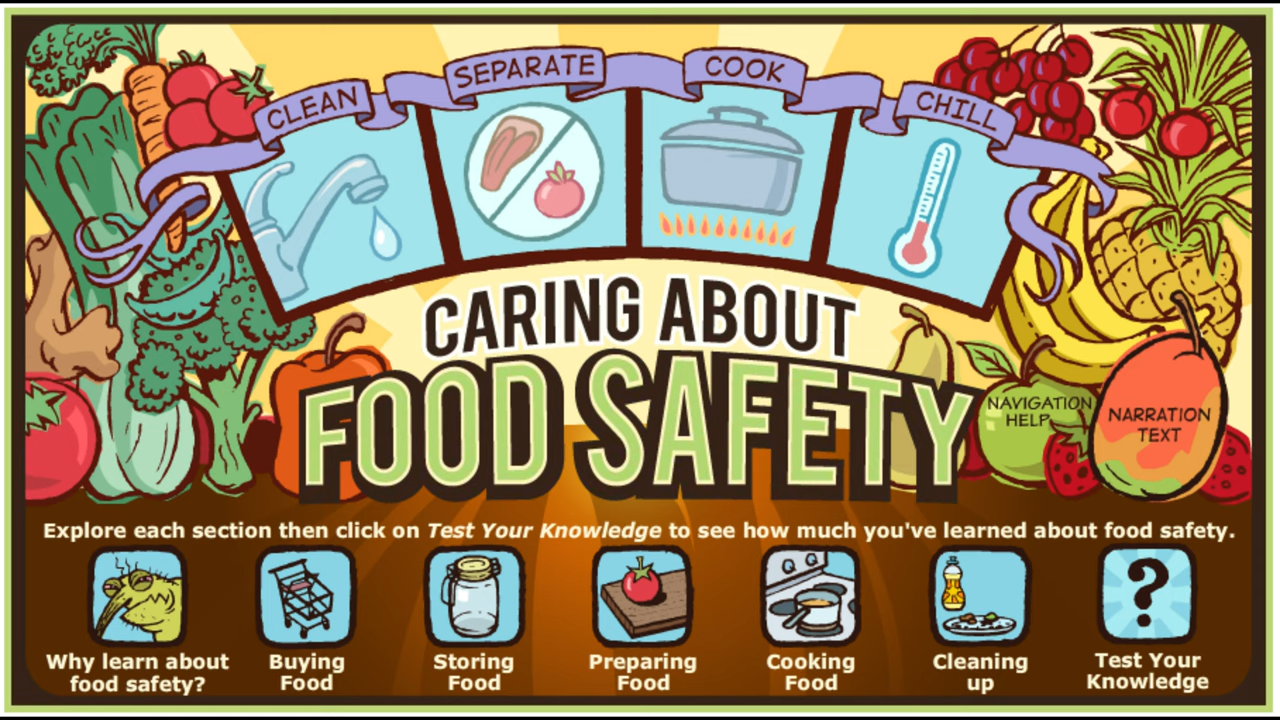 CLEAN
SEPARATE
COOK
CHILL
CARING ABOUT
FOOD SAFETY
NAVIGATION
HELP
NARRATION
TEXT
Explore each section then click on Test Your Knowledge to see how much you've learned about food safety.
Why learn about
food safety?
Buying
Food
Storing
Food
Preparing
Food
Cooking
Food
Cleaning
up
Test Your
Knowledge